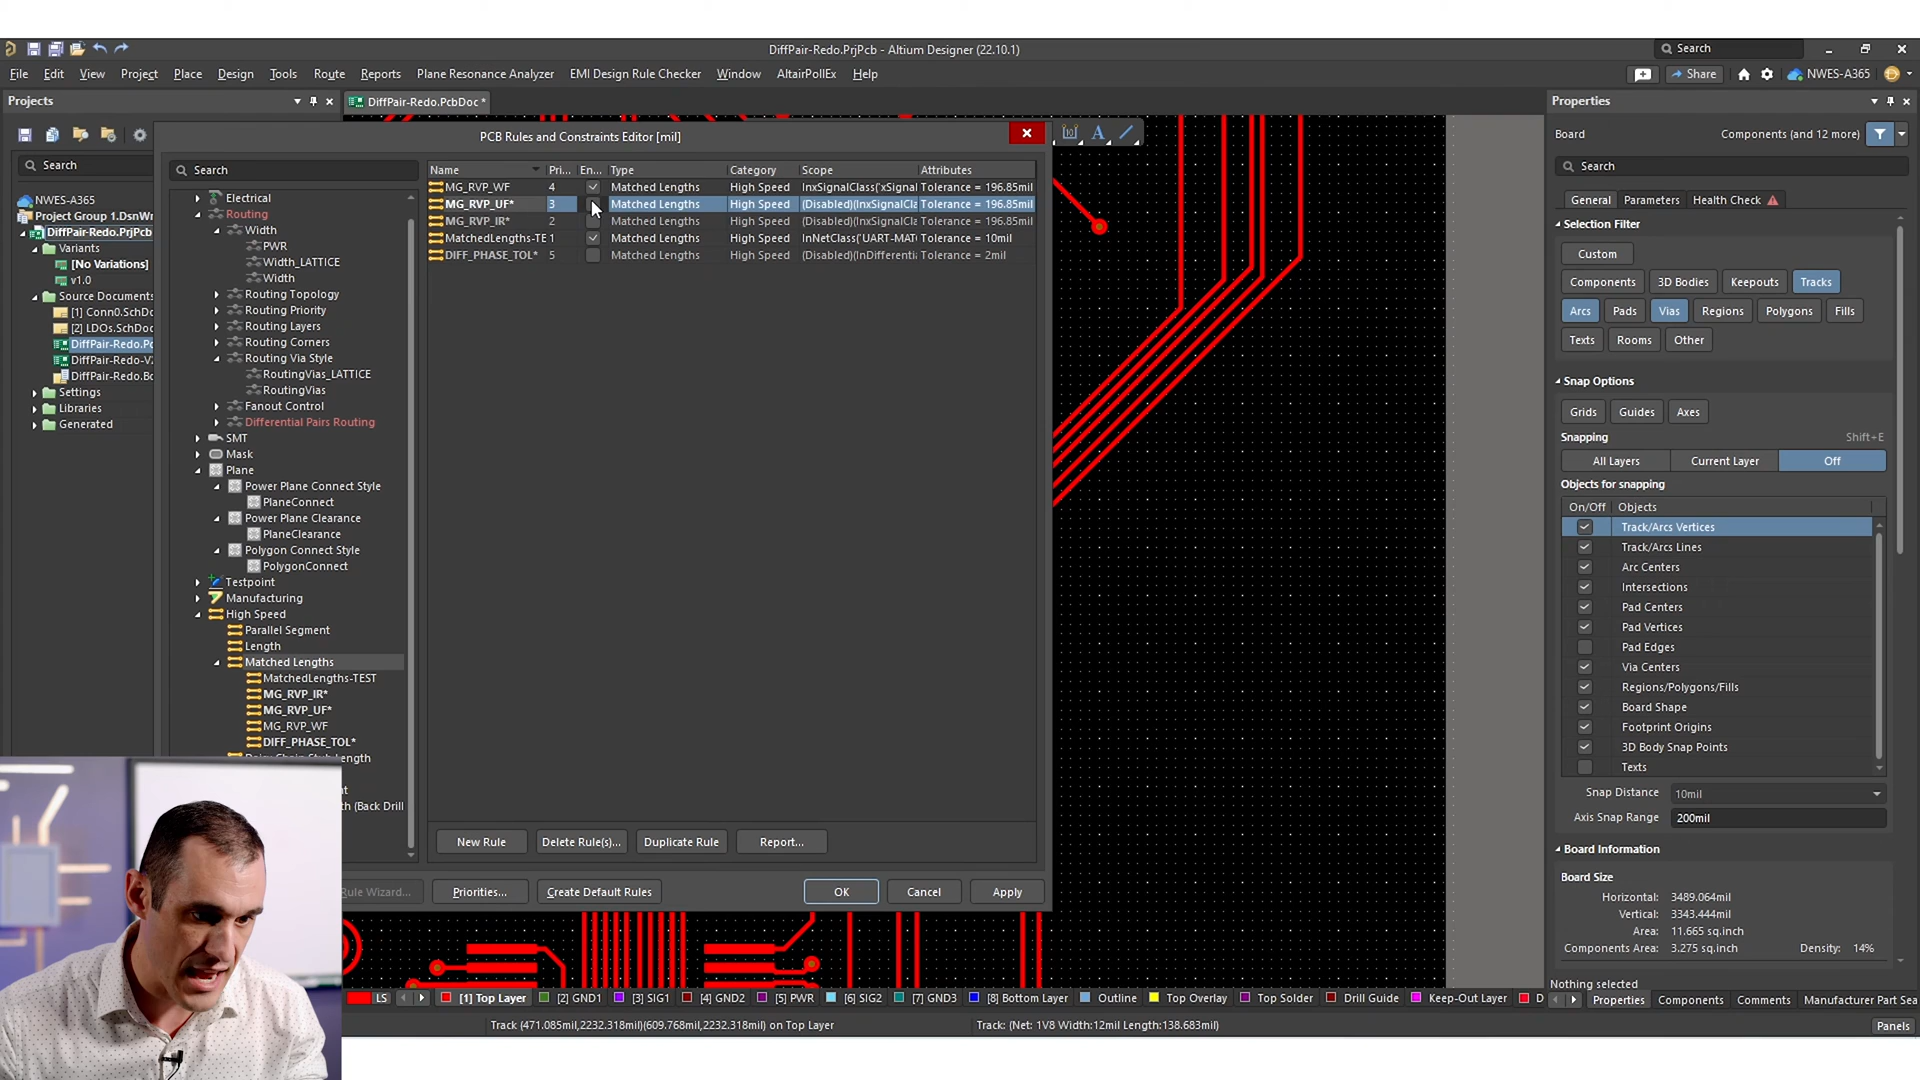 DiffPair-Redo.PrjPcb - Altium Designer (22.10.1)
Search
File Edit View Project Place Design Tools Route Reports Plane Resonance Analyzer EMI Design Rule Checker Window AltairPollEx Help
Share
NWES-A365
Projects
DiffPair-Redo.PcbDoc *
Search
NWES-A365
Project Group 1.DsnWr
DiffPair-Redo.PrjPcb
Variants
[No Variations]
v1.0
Source Documents
[1] Conn0.SchDoc
[2] LDOs.SchDoc
DiffPair-Redo.Pc
DiffPair-Redo-V
DiffPair-Redo.Bc
Settings
Libraries
Generated
PCB Rules and Constraints Editor [mil]
Search
Electrical
Routing
Width
PWR
Width_LATTICE
Width
Routing Topology
Routing Priority
Routing Layers
Routing Corners
Routing Via Style
RoutingVias_LATTICE
RoutingVias
Fanout Control
Differential Pairs Routing
SMT
Mask
Plane
Power Plane Connect Style
PlaneConnect
Power Plane Clearance
PlaneClearance
Polygon Connect Style
PolygonConnect
Testpoint
Manufacturing
High Speed
Parallel Segment
Length
Matched Lengths
MatchedLengths-TEST
MG_RVP_IR*
MG_RVP_UF*
MG_RVP_WF
DIFF_PHASE_TOL*
th (Back Drill
Name Pri... En... Type Category Scope Attributes
MG_RVP_WF 4 Matched Lengths High Speed InxSignalClass('xSignal Tolerance = 196.85mil
MG_RVP_UF* 3 Matched Lengths High Speed (Disabled)(InxSignalCla Tolerance = 196.85mil
MG_RVP_IR* 2 Matched Lengths High Speed (Disabled)(InxSignalCla Tolerance = 196.85mil
MatchedLengths-TE 1 Matched Lengths High Speed InNetClass('UART-MAT Tolerance = 10mil
DIFF_PHASE_TOL* 5 Matched Lengths High Speed (Disabled)(InDifferenti Tolerance = 2mil
New Rule Delete Rule(s)... Duplicate Rule Report...
Rule Wizard... Priorities... Create Default Rules OK Cancel Apply
Properties
Board Components (and 12 more)
Search
General Parameters Health Check
Selection Filter
Custom
Components 3D Bodies Keepouts Tracks
Arcs Pads Vias Regions Polygons Fills
Texts Rooms Other
Snap Options
Grids Guides Axes
Snapping Shift+E
All Layers Current Layer Off
Objects for snapping
On/Off Objects
Track/Arcs Vertices
Track/Arcs Lines
Arc Centers
Intersections
Pad Centers
Pad Vertices
Pad Edges
Via Centers
Regions/Polygons/Fills
Board Shape
Footprint Origins
3D Body Snap Points
Texts
Snap Distance 10mil
Axis Snap Range 200mil
Board Information
Board Size
Horizontal: 3489.064mil
Vertical: 3343.444mil
Area: 11.665 sq.inch
Components Area: 3.275 sq.inch Density: 14%
Nothing selected
LS [1] Top Layer [2] GND1 [3] SIG1 [4] GND2 [5] PWR [6] SIG2 [7] GND3 [8] Bottom Layer Outline Top Overlay Top Solder Drill Guide Keep-Out Layer D
Properties Components Comments Manufacturer Part Sea
Track (471.085mil,2232.318mil)(609.768mil,2232.318mil) on Top Layer Track: (Net: 1V8 Width:12mil Length:138.683mil)
Panels